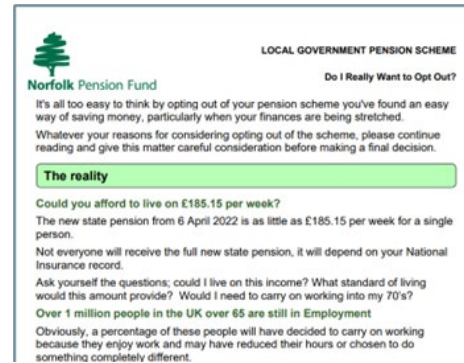 LOCAL GOVERNMENT PENSION SCHEME
Do I Really Want to Opt Out?
Norfolk Pension Fund
It's all too easy to think by opting out of your pension scheme you've found an easy
way of saving money, particularly when your finances are being stretched.
Whatever your reasons for considering opting out of the scheme, please continue
reading and give this matter careful consideration before making a final decision.
The reality
Could you afford to live on £185.15 per week?
The new state pension from 6 April 2022 is as little as £185.15 per week for a single
person.
Not everyone will receive the full new state pension, it will depend on your National
Insurance record.
Ask yourself the questions; could I live on this income? What standard of living
would this amount provide? Would I need to carry on working into my 70's?
Over 1 million people in the UK over 65 are still in Employment
Obviously, a percentage of these people will have decided to carry on working
because they enjoy work and may have reduced their hours or chosen to do
something completely different.